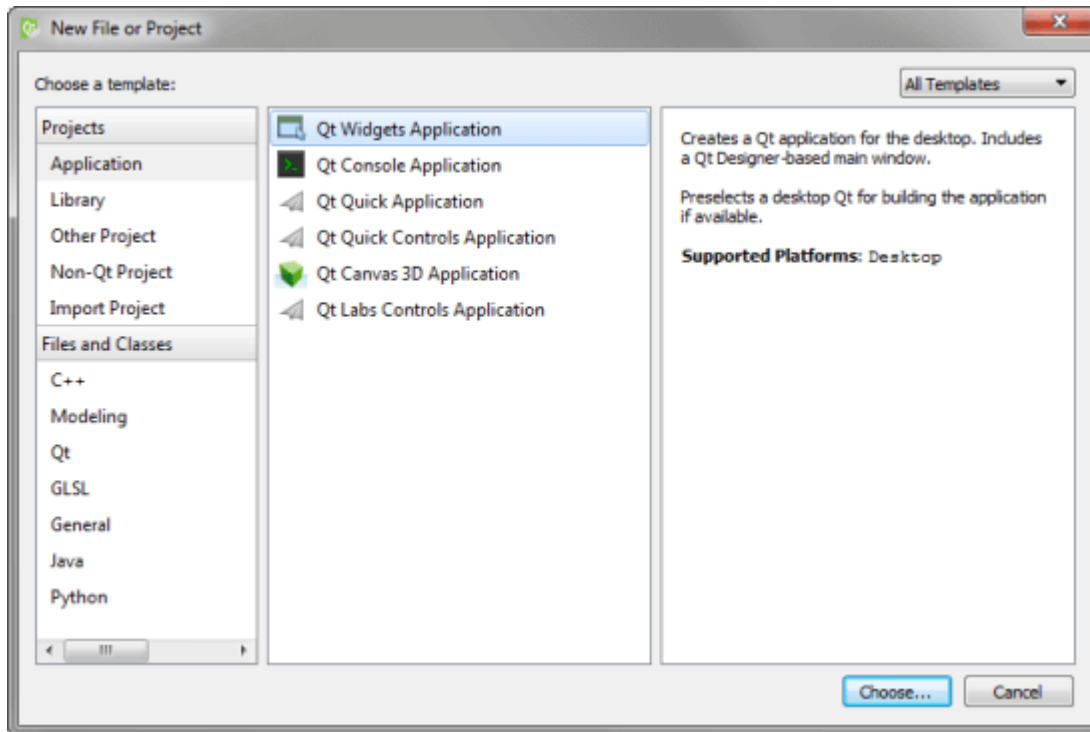 New File or Project
Choose a template:
All Templates
Projects
Application
Library
Other Project
Non-Qt Project
Import Project
Files and Classes
C++
Modeling
Qt
GLSL
General
Java
Python
Qt Widgets Application
Qt Console Application
Qt Quick Application
Qt Quick Controls Application
Qt Canvas 3D Application
Qt Labs Controls Application
Creates a Qt application for the desktop. Includes
a Qt Designer-based main window.
Preselects a desktop Qt for building the application
if available.
Supported Platforms: Desktop
Choose...
Cancel